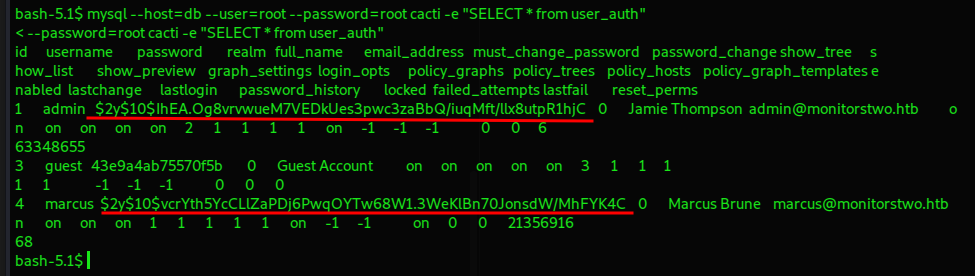 bash-5.1$ mysql --host=db --user=root --password=root cacti -e "SELECT * from user_auth"
< --password=root cacti -e "SELECT * from user_auth"
id username password realm full_name email_address must_change_password password_change show_tree s
how_list show_preview graph_settings login_opts policy_graphs policy_trees policy_hosts policy_graph_templates e
nabled lastchange lastlogin password_history locked failed_attempts lastfail reset_perms
1 admin $2y$10$IhEA.Og8vrvwueM7VEDkUes3pwc3zaBbQ/iuqMft/llx8utpR1hjC 0 Jamie Thompson admin@monitorstwo.htb o
n on on on on 2 1 1 1 1 on -1 -1 -1 0 0 6
63348655
3 guest 43e9a4ab75570f5b 0 Guest Account on on on on on 3 1 1 1
1 1 -1 -1 -1 0 0 0
4 marcus $2y$10$vcrYth5YcCLlZaPDj6PwqOYTw68W1.3WeKlBn70JonsdW/MhFYK4C 0 Marcus Brune marcus@monitorstwo.htb
n on on on 1 1 1 1 1 on -1 -1 on 0 0 21356916
68
bash-5.1$